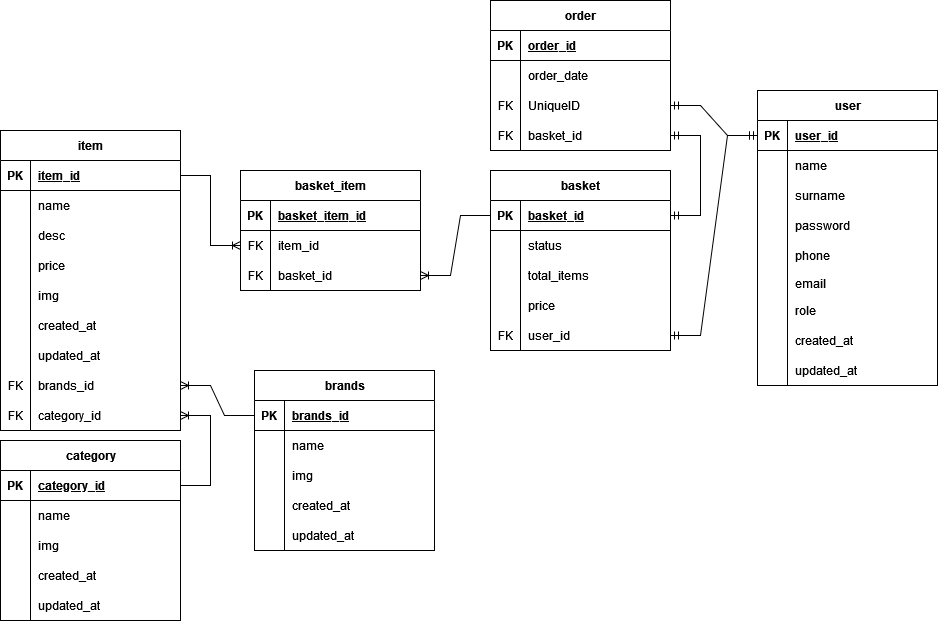 order
PK order_id
order_date
FK UniqueID
FK basket_id
user
PK user_id
name
surname
password
phone
email
role
created_at
updated_at
item
PK item_id
name
desc
price
img
created_at
updated_at
FK brands_id
FK category_id
basket_item
PK basket_item_id
FK item_id
FK basket_id
basket
PK basket_id
status
total_items
price
FK user_id
brands
PK brands_id
name
img
created_at
updated_at
category
PK category_id
name
img
created_at
updated_at